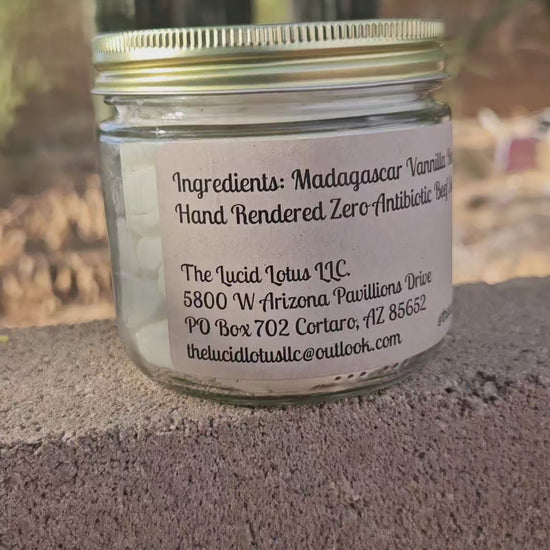 Ingredients: Madagascar Vannilla
Hand Rendered Zero Antibiotic Beef
The Lucid Lotus LLC.
5800 W Arizona Pavillions Drive
PO Box 702 Cortaro, AZ 85652
thelucidlotusllc@outlook.com